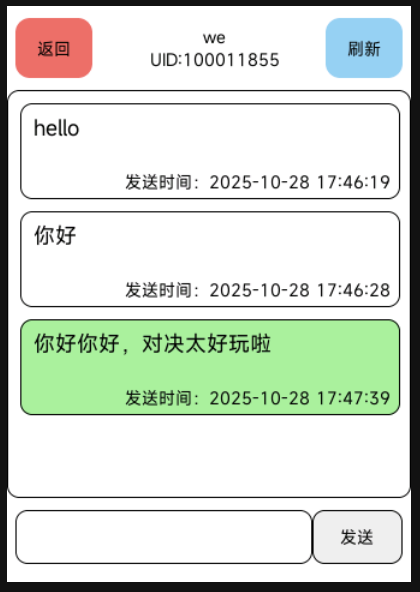 返回
we
UID:100011855
刷新
hello
发送时间：2025-10-28 17:46:19
你好
发送时间：2025-10-28 17:46:28
你好你好，对决太好玩啦
发送时间：2025-10-28 17:47:39
发送